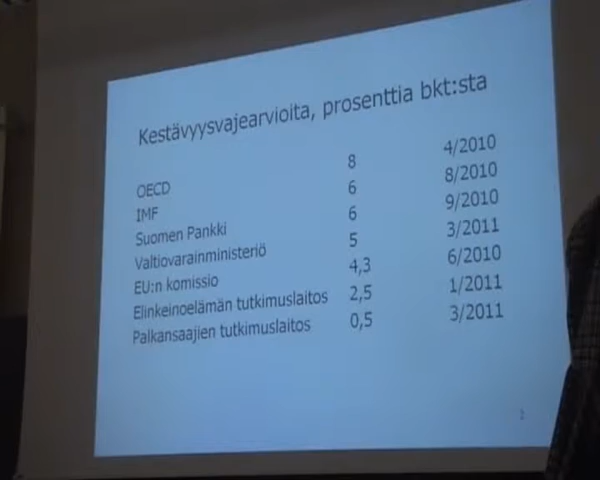 Kestävyysvajearvioita, prosenttia bkt:sta
OECD 8 4/2010
IMF 6 8/2010
Suomen Pankki 6 9/2010
Valtiovarainministeriö 5 3/2011
EU:n komissio 4,3 6/2010
Elinkeinoelämän tutkimuslaitos 2,5 1/2011
Palkansaajien tutkimuslaitos 0,5 3/2011